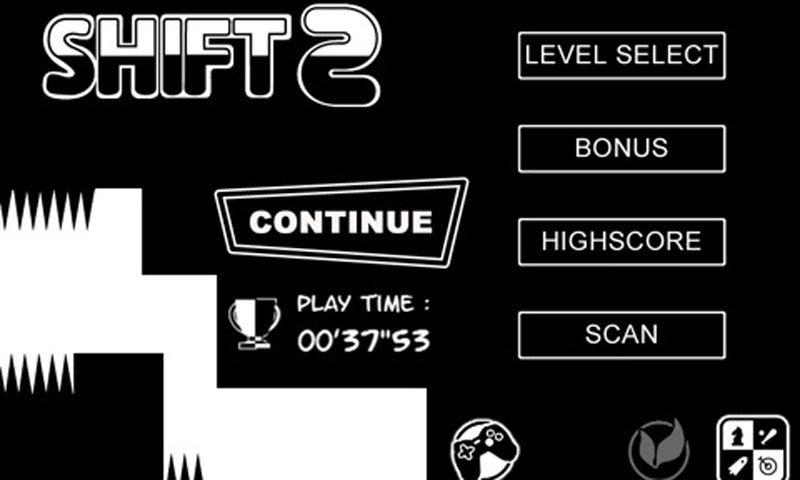 SHIFT 2
LEVEL SELECT
BONUS
CONTINUE
HIGHSCORE
PLAY TIME :
00'37"53
SCAN